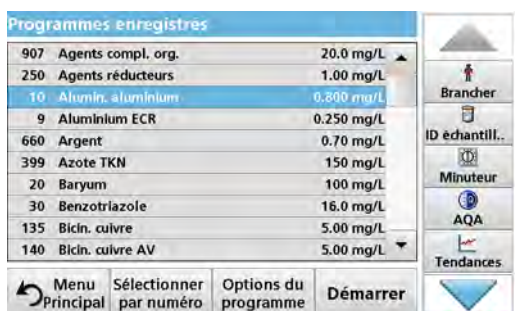 Programmes enregistrés
907 Agents compl. org. 20.0 mg/L
250 Agents réducteurs 1.00 mg/L
10 Alumin. aluminium 0.800 mg/L
9 Aluminium ECR 0.250 mg/L
660 Argent 0.70 mg/L
399 Azote TKN 150 mg/L
20 Baryum 100 mg/L
30 Benzotriazole 16.0 mg/L
135 Bicin. cuivre 5.00 mg/L
140 Bicin. cuivre AV 5.00 mg/L
Menu Principal
Sélectionner par numéro
Options du programme
Démarrer
Brancher
ID échantill..
Minuteur
AQA
Tendances